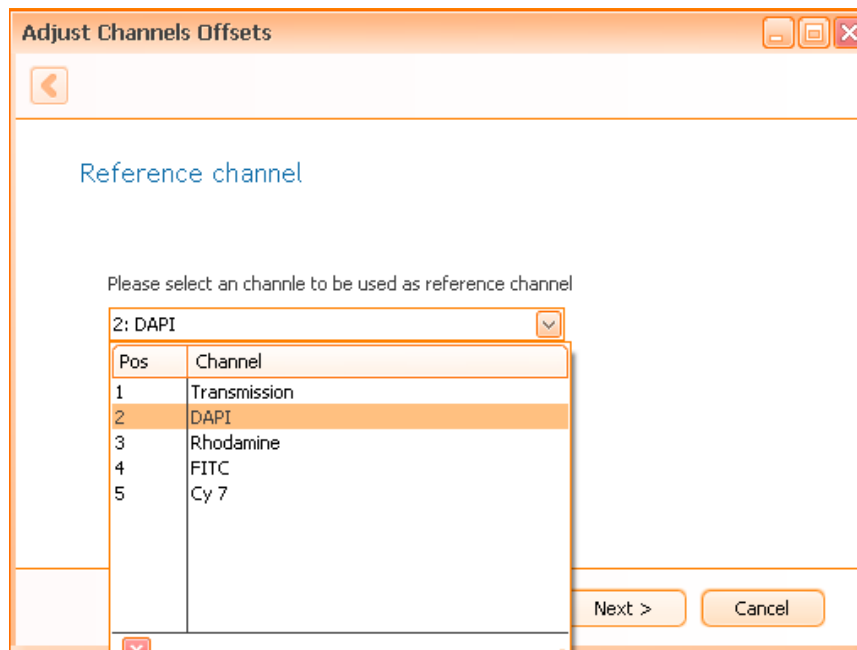 Adjust Channels Offsets
Reference channel
Please select an channle to be used as reference channel
2: DAPI
Pos Channel
1 Transmission
2 DAPI
3 Rhodamine
4 FITC
5 Cy 7
Next > Cancel